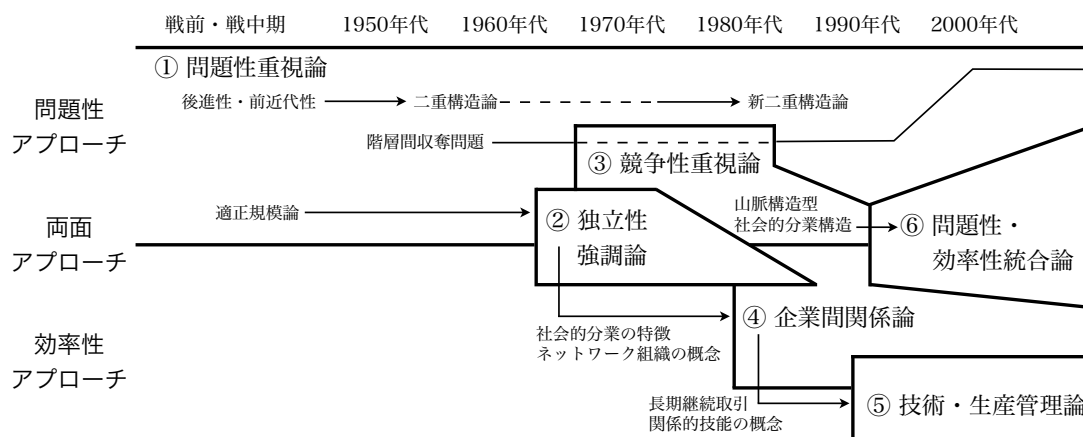 戦前・戦中期 1950年代 1960年代 1970年代 1980年代 1990年代 2000年代
① 問題性重視論
問題性
アプローチ
後進性・前近代性 二重構造論 新二重構造論
階層間収奪問題
③ 競争性重視論
両面
アプローチ
適正規模論
② 独立性
強調論
山脈構造型
社会的分業構造
⑥ 問題性・
効率性統合論
効率性
アプローチ
社会的分業の特徴
ネットワーク組織の概念
④ 企業間関係論
長期継続取引
関係的技能の概念
⑤ 技術・生産管理論